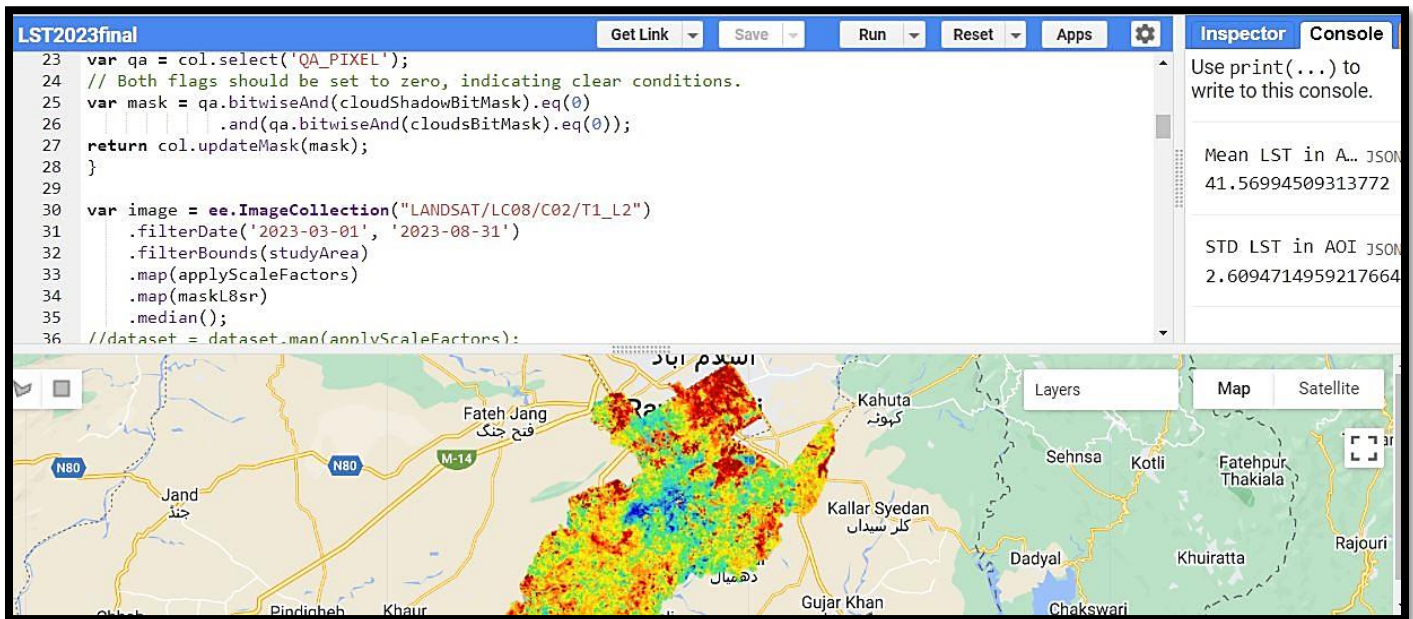 LST2023final
Get Link
Save
Run
Reset
Apps
Inspector
Console
23 var qa = col.select('QA_PIXEL');
24 // Both flags should be set to zero, indicating clear conditions.
25 var mask = qa.bitwiseAnd(cloudShadowBitMask).eq(0)
26 .and(qa.bitwiseAnd(cloudsBitMask).eq(0));
27 return col.updateMask(mask);
28 }
29
30 var image = ee.ImageCollection("LANDSAT/LC08/C02/T1_L2")
31 .filterDate('2023-03-01', '2023-08-31')
32 .filterBounds(studyArea)
33 .map(applyScaleFactors)
34 .map(maskL8sr)
35 .median();
36 //dataset = dataset.map(applyScaleFactors);
Use print(...) to
write to this console.
Mean LST in A… JSON
41.56994509313772
STD LST in AOI JSON
2.6094714959217664
اسلام آباد
Layers
Map
Satellite
Fateh Jang
فتح جنگ
Kahuta
کہوٹہ
N80
N80
M-14
Sehnsa
Kotli
Fatehpur
Thakiala
Jand
جنڈ
Kallar Syedan
کلر سیداں
Rajouri
Dadyal
Khuiratta
دھمیال
Pindigheb
Khaur
Gujar Khan
Chakswari